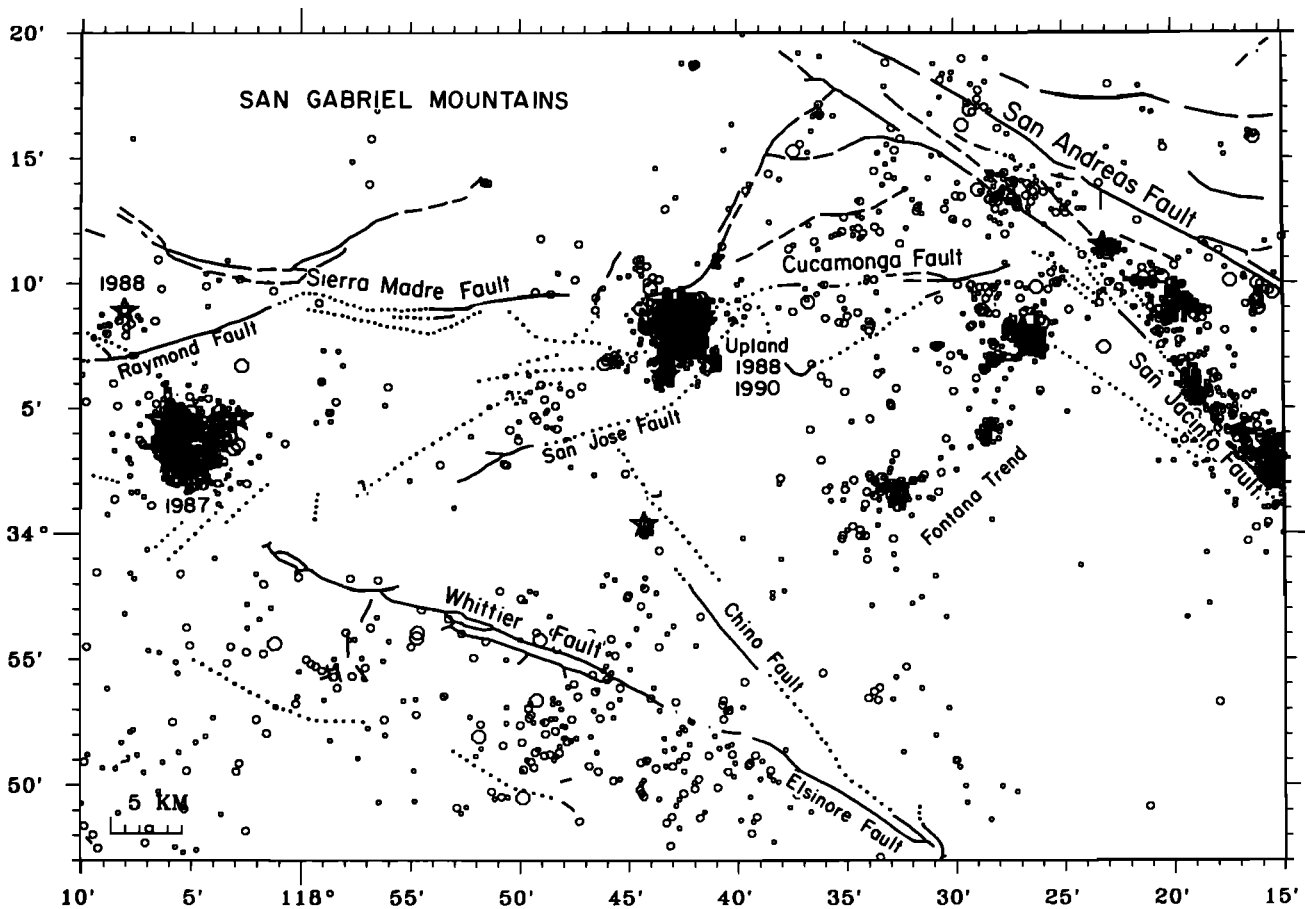 20'
SAN GABRIEL MOUNTAINS
San Andreas Fault
15'
Cucamonga Fault
10'
1988
Sierra Madre Fault
Raymond Fault
Upland
1988
1990
San Jacinto Fault
5'
San Jose Fault
1987
Fontana Trend
34°
Whittier Fault
Chino Fault
55'
50'
5 KM
Elsinore Fault
10' 5' 118° 55' 50' 45' 40' 35' 30' 25' 20' 15'